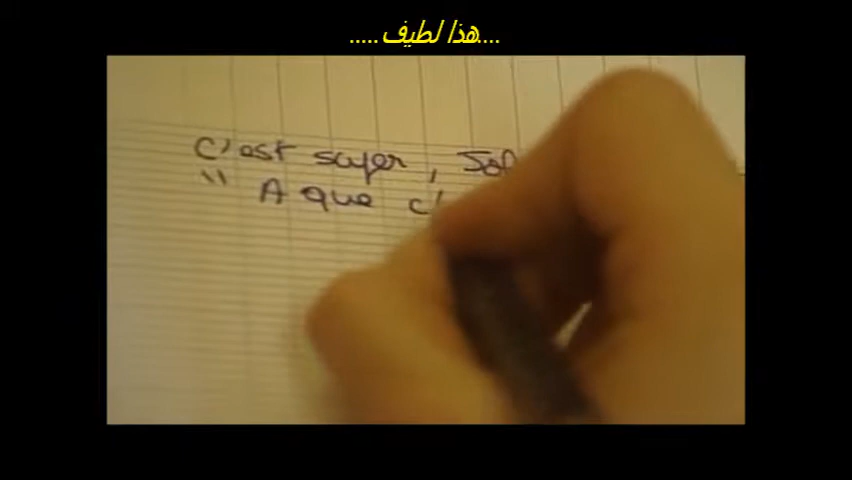 ....هذا لطيف.....
C'est super,
" A que c'